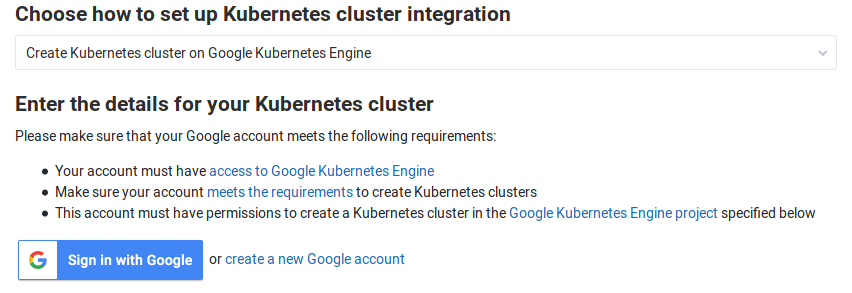 Choose how to set up Kubernetes cluster integration
Create Kubernetes cluster on Google Kubernetes Engine
Enter the details for your Kubernetes cluster
Please make sure that your Google account meets the following requirements:
• Your account must have access to Google Kubernetes Engine
• Make sure your account meets the requirements to create Kubernetes clusters
• This account must have permissions to create a Kubernetes cluster in the Google Kubernetes Engine project specified below
Sign in with Google or create a new Google account